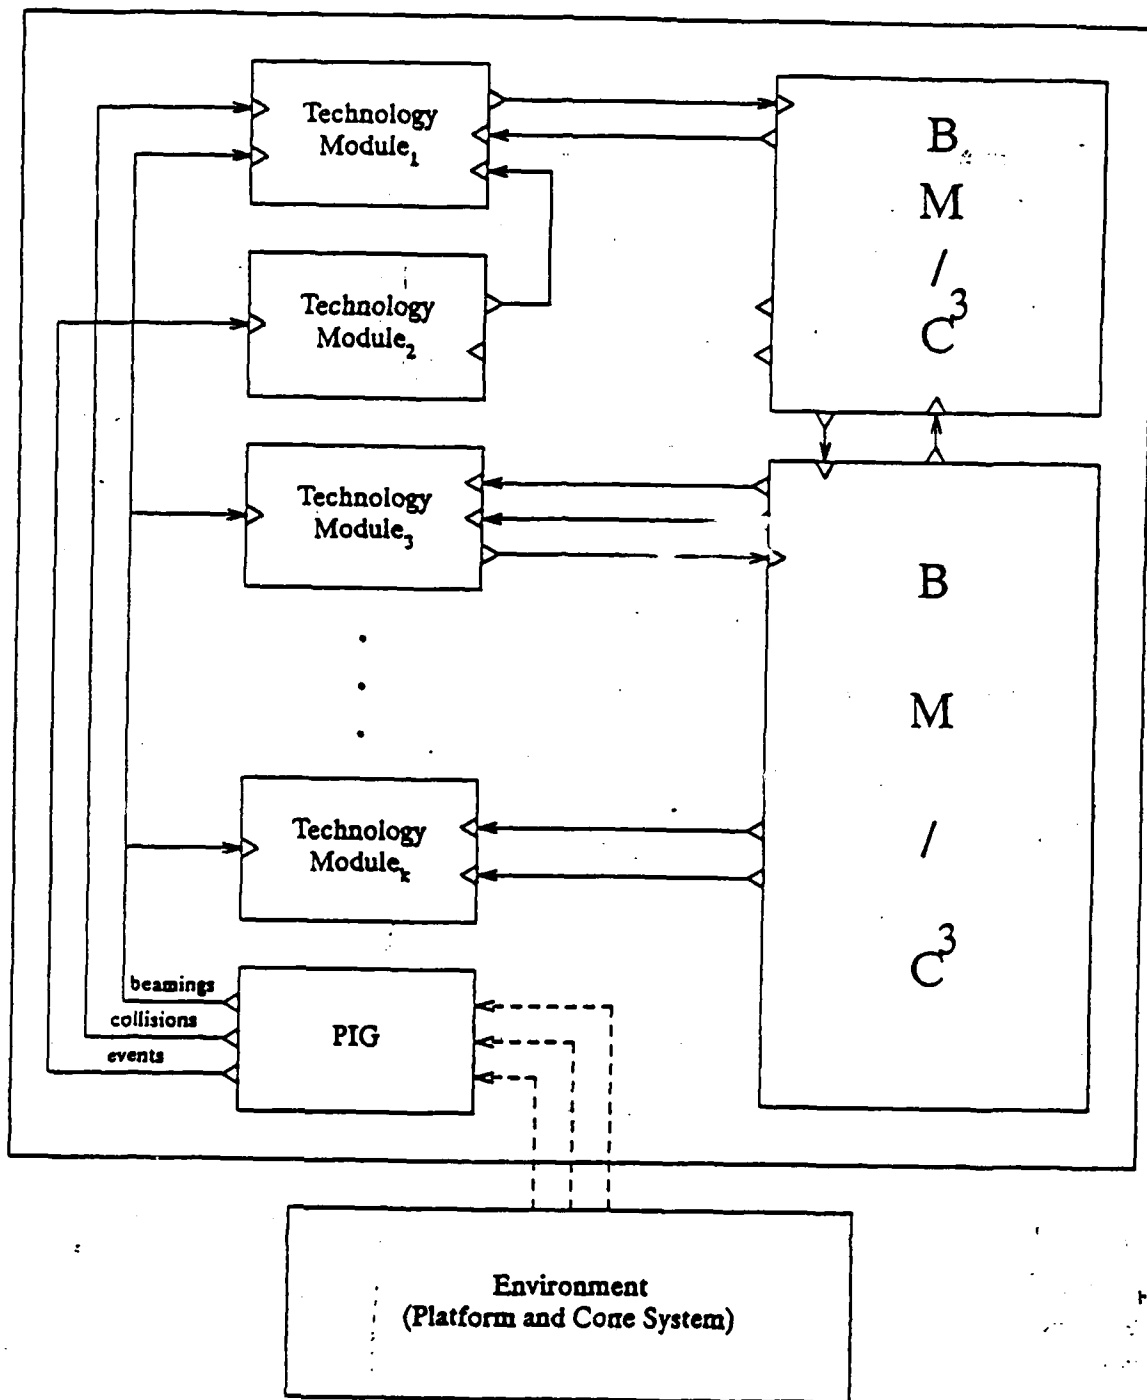 Technology
Module₁
B
M
/
C³
Technology
Module₂
Technology
Module₃
B
M
/
C³
Technology
Moduleₖ
beamings
collisions
events
PIG
Environment
(Platform and Cone System)